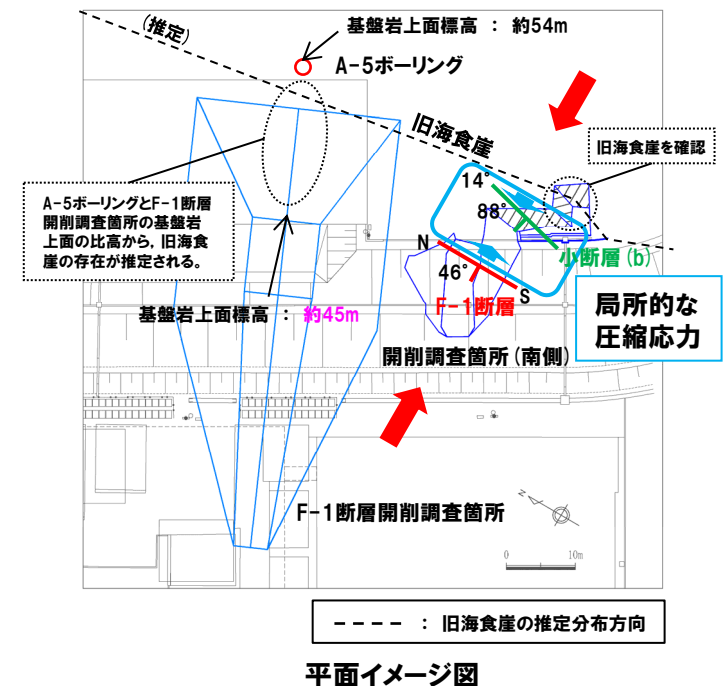 (推定)
基盤岩上面標高 : 約54m
A-5ボーリング
旧海食崖
旧海食崖を確認
A-5ボーリングとF-1断層
開削調査箇所の基盤岩
上面の比高から,旧海食
崖の存在が推定される。
14°
88°
N
46°
小断層(b)
S
F-1断層
基盤岩上面標高 : 約45m
局所的な
圧縮応力
開削調査箇所(南側)
F-1断層開削調査箇所
N
0 10m
---- : 旧海食崖の推定分布方向
平面イメージ図